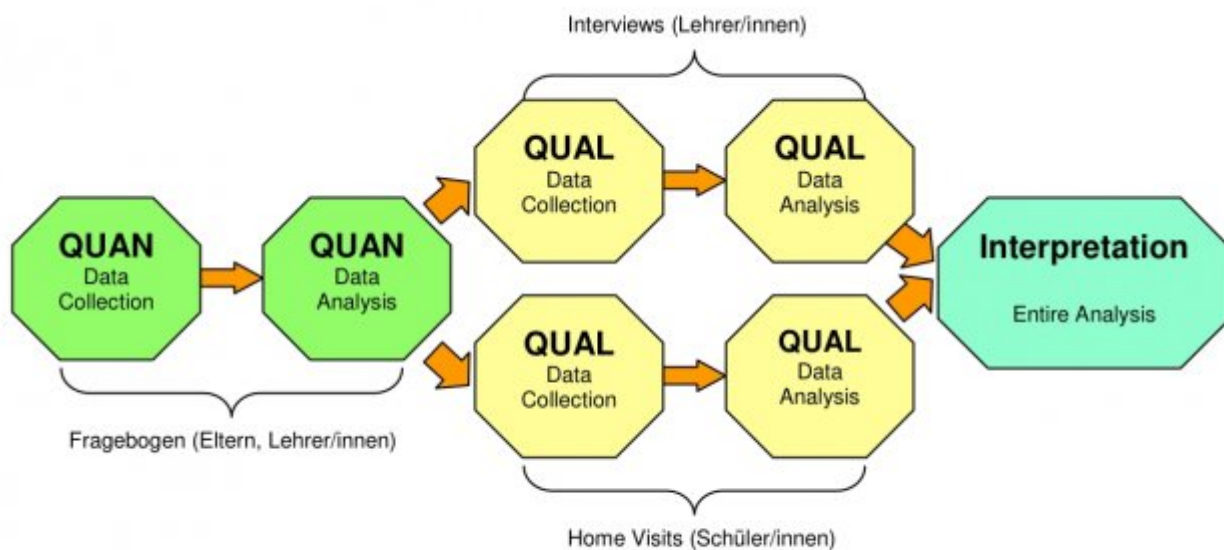 Interviews (Lehrer/innen)
QUAL
Data
Collection
QUAL
Data
Analysis
QUAN
Data
Collection
QUAN
Data
Analysis
Interpretation
Entire Analysis
QUAL
Data
Collection
QUAL
Data
Analysis
Fragebogen (Eltern, Lehrer/innen)
Home Visits (Schüler/innen)